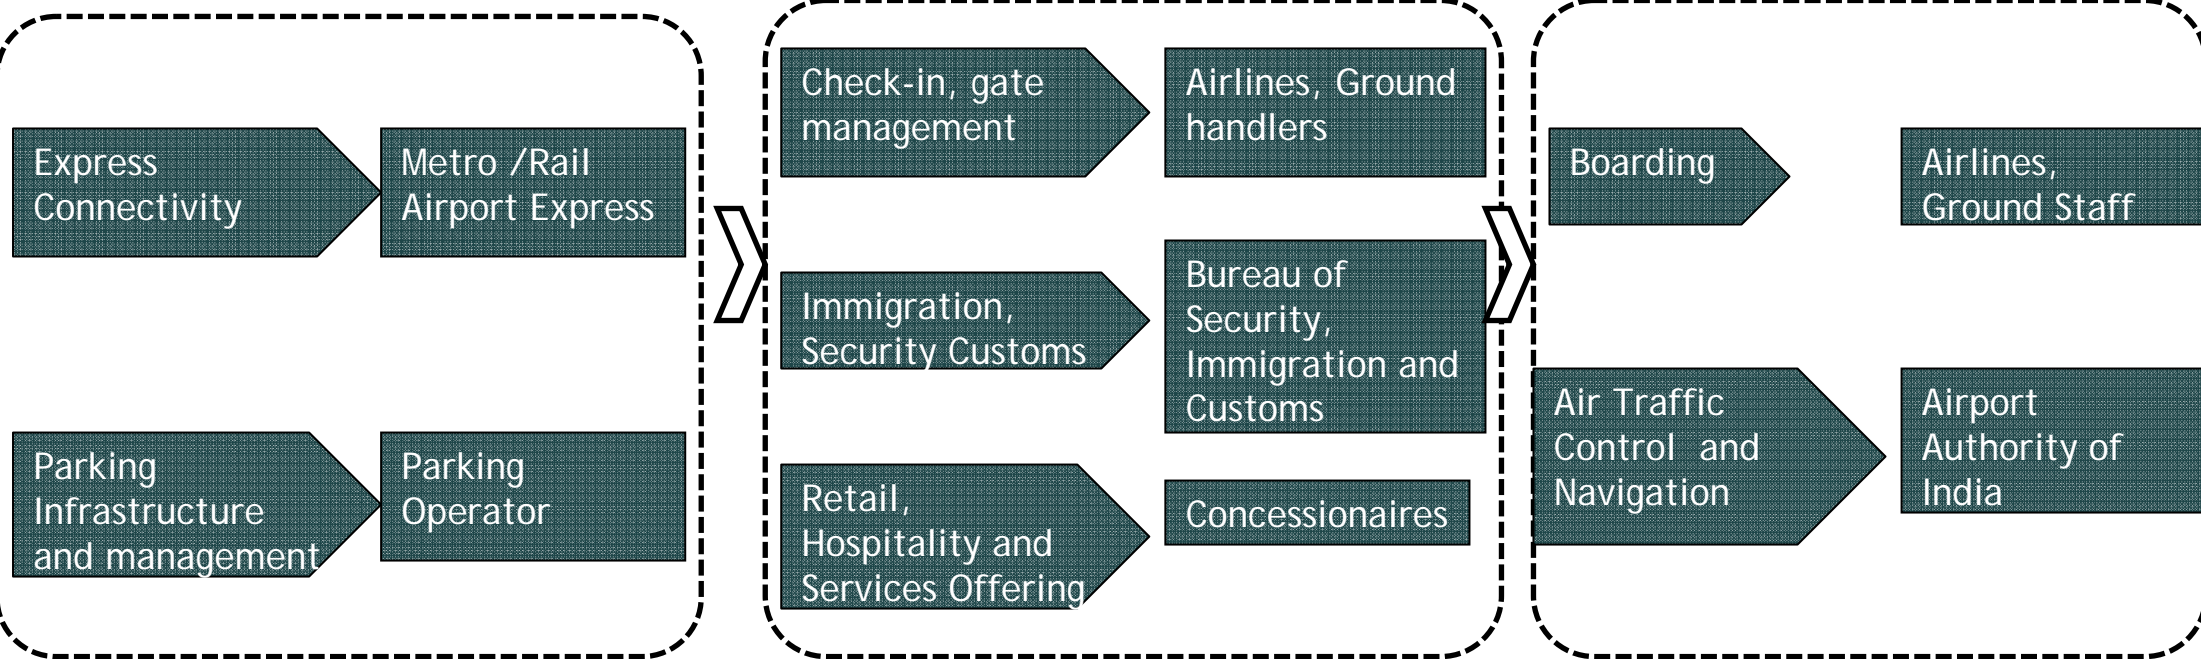 Express
Connectivity
Metro /Rail
Airport Express
Parking
Infrastructure
and management
Parking
Operator
Check-in, gate
management
Airlines, Ground
handlers
Immigration,
Security Customs
Bureau of
Security,
Immigration and
Customs
Retail,
Hospitality and
Services Offering
Concessionaires
Boarding
Airlines,
Ground Staff
Air Traffic
Control  and
Navigation
Airport
Authority of
India